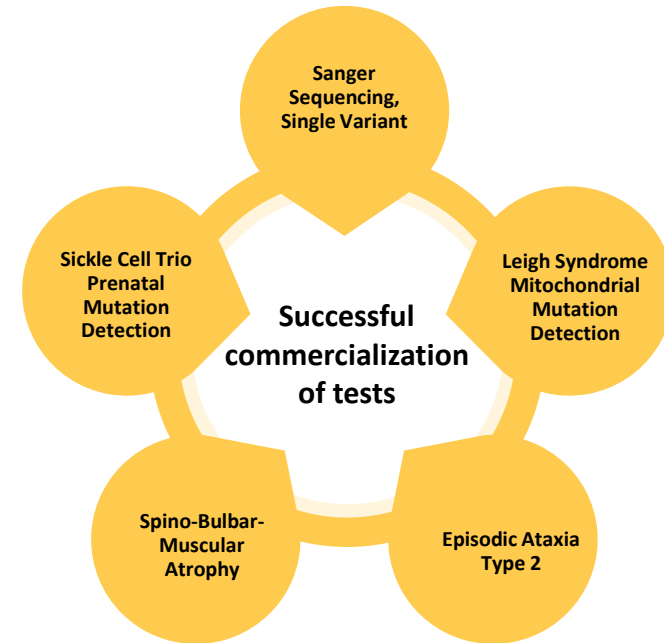 Sanger
Sequencing,
Single Variant
Leigh Syndrome
Mitochondrial
Mutation
Detection
Episodic Ataxia
Type 2
Spino-Bulbar-
Muscular
Atrophy
Sickle Cell Trio
Prenatal
Mutation
Detection
Successful
commercialization
of tests